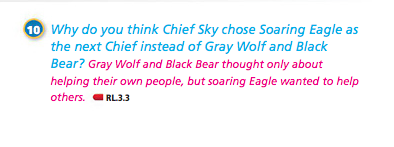 10 Why do you think Chief Sky chose Soaring Eagle as
the next Chief instead of Gray Wolf and Black
Bear? Gray Wolf and Black Bear thought only about
helping their own people, but soaring Eagle wanted to help
others. RL.3.3